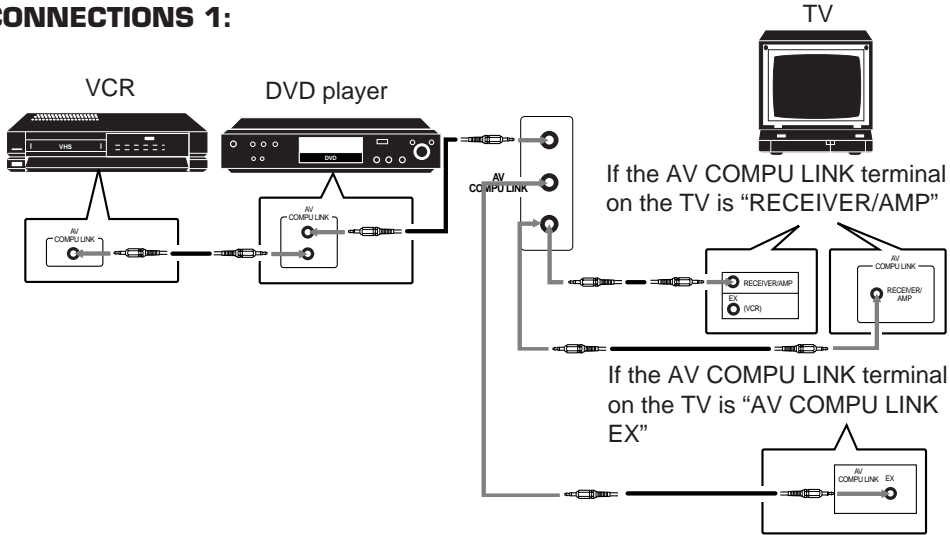 CONNECTIONS 1:
TV
VCR
DVD player
VHS
DVD
AV
COMPU LINK
AV
COMPU LINK
AV
COMPU LINK
If the AV COMPU LINK terminal
on the TV is “RECEIVER/AMP”
RECEIVER/AMP
EX
(VCR)
AV
COMPU LINK
RECEIVER/
AMP
If the AV COMPU LINK terminal
on the TV is “AV COMPU LINK
EX”
AV
COMPU LINK
EX